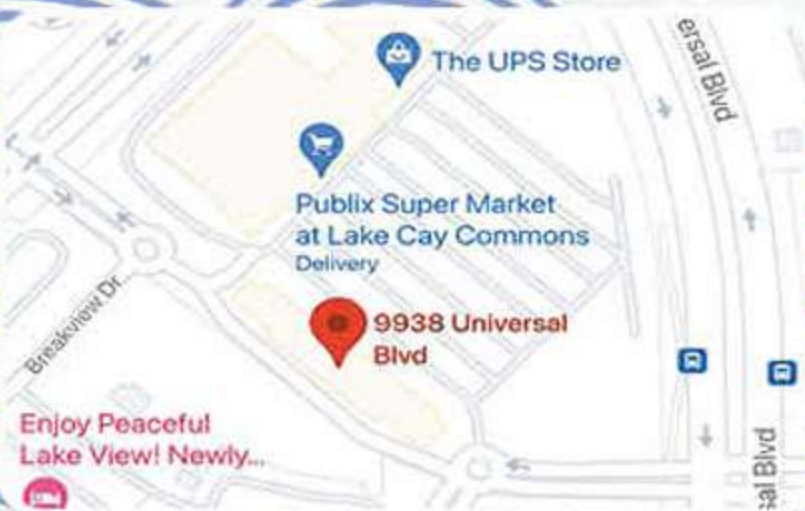 ersal Blvd
The UPS Store
Publix Super Market
at Lake Cay Commons
Delivery
Breakview Dr.
9938 Universal
Blvd
Enjoy Peaceful
Lake View! Newly...
sal Blvd